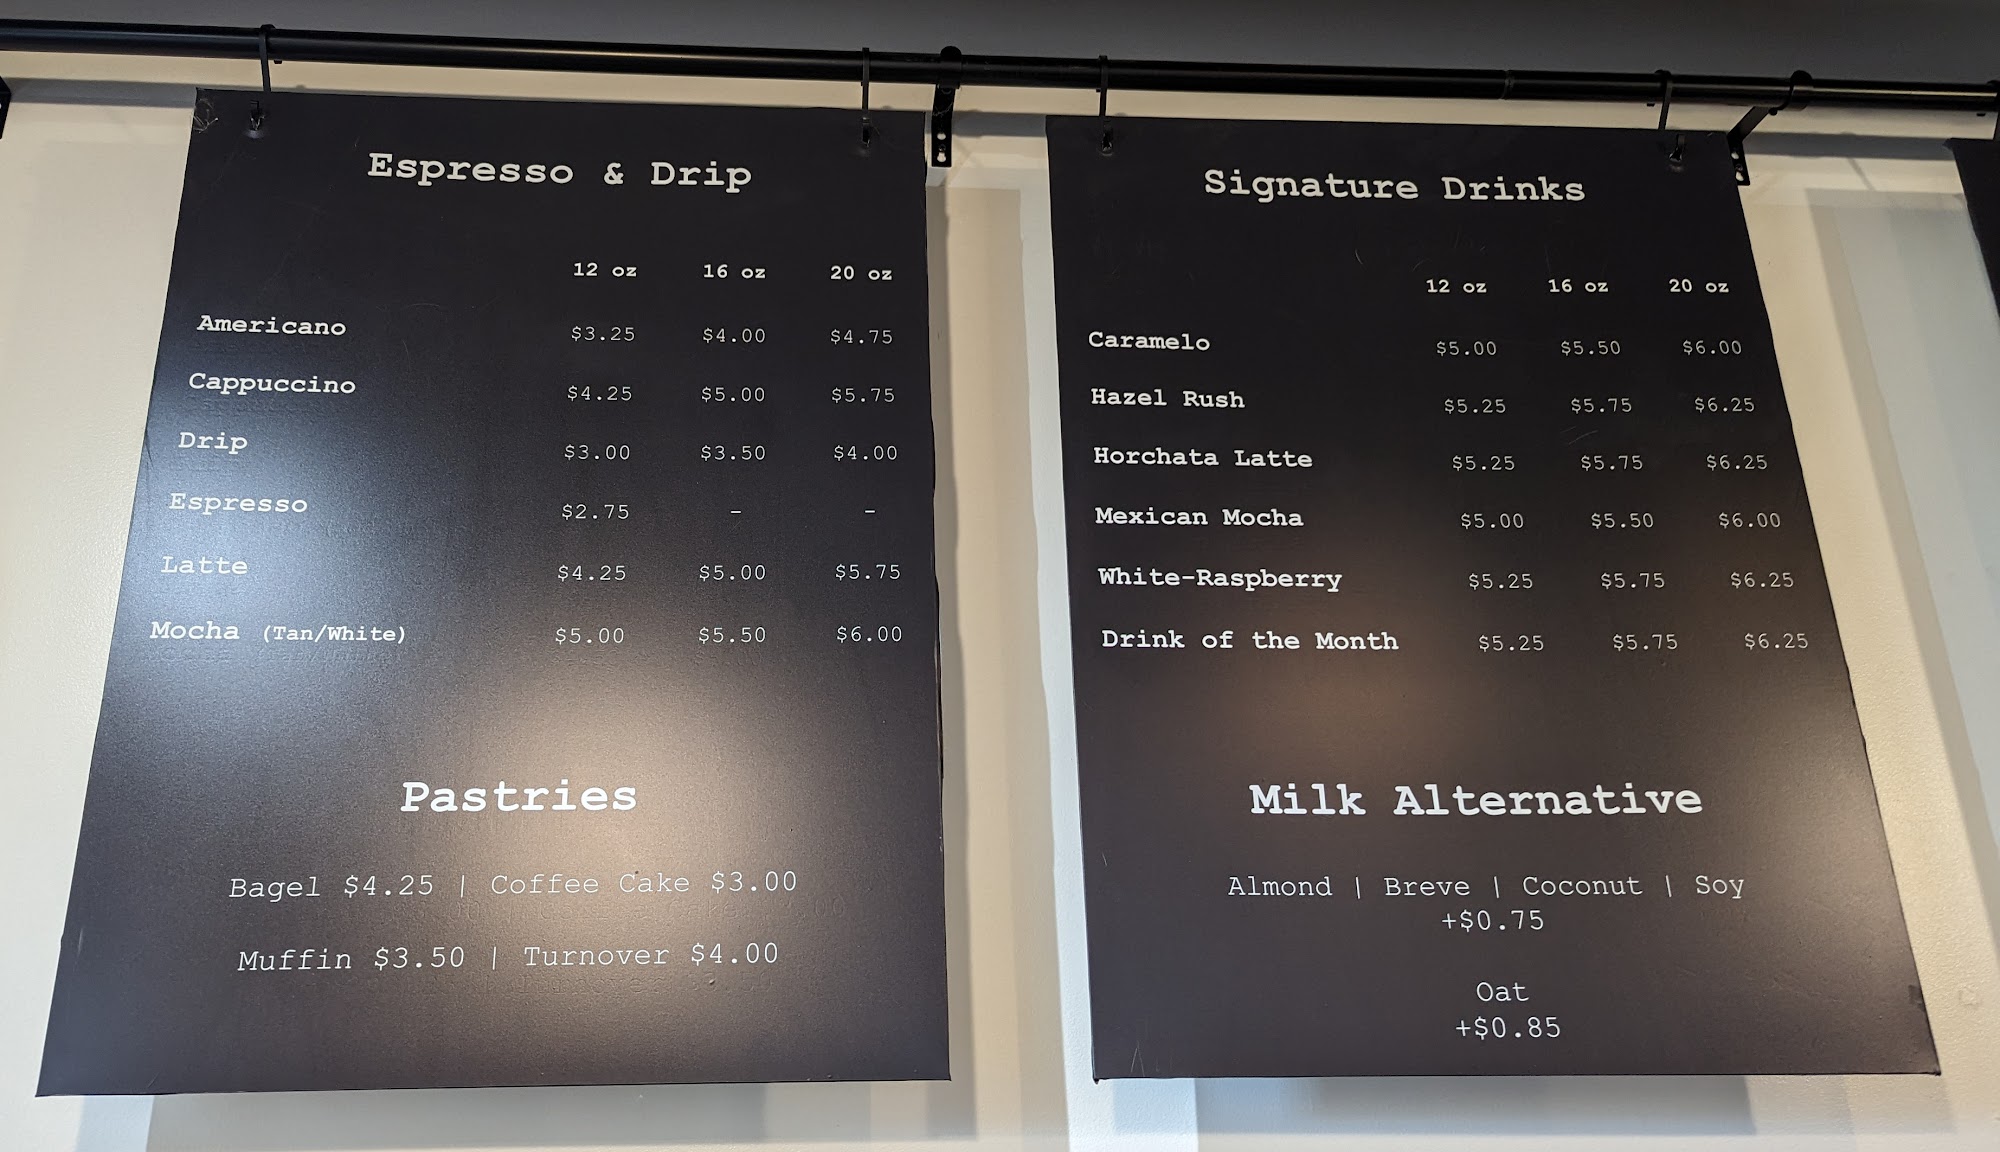 Espresso & Drip
12 oz 16 oz 20 oz
Americano $3.25 $4.00 $4.75
Cappuccino $4.25 $5.00 $5.75
Drip $3.00 $3.50 $4.00
Espresso $2.75 - -
Latte $4.25 $5.00 $5.75
Mocha (Tan/White) $5.00 $5.50 $6.00
Pastries
Bagel $4.25 | Coffee Cake $3.00
Muffin $3.50 | Turnover $4.00
Signature Drinks
12 oz 16 oz 20 oz
Caramelo $5.00 $5.50 $6.00
Hazel Rush $5.25 $5.75 $6.25
Horchata Latte $5.25 $5.75 $6.25
Mexican Mocha $5.00 $5.50 $6.00
White-Raspberry $5.25 $5.75 $6.25
Drink of the Month $5.25 $5.75 $6.25
Milk Alternative
Almond | Breve | Coconut | Soy
+$0.75
Oat
+$0.85